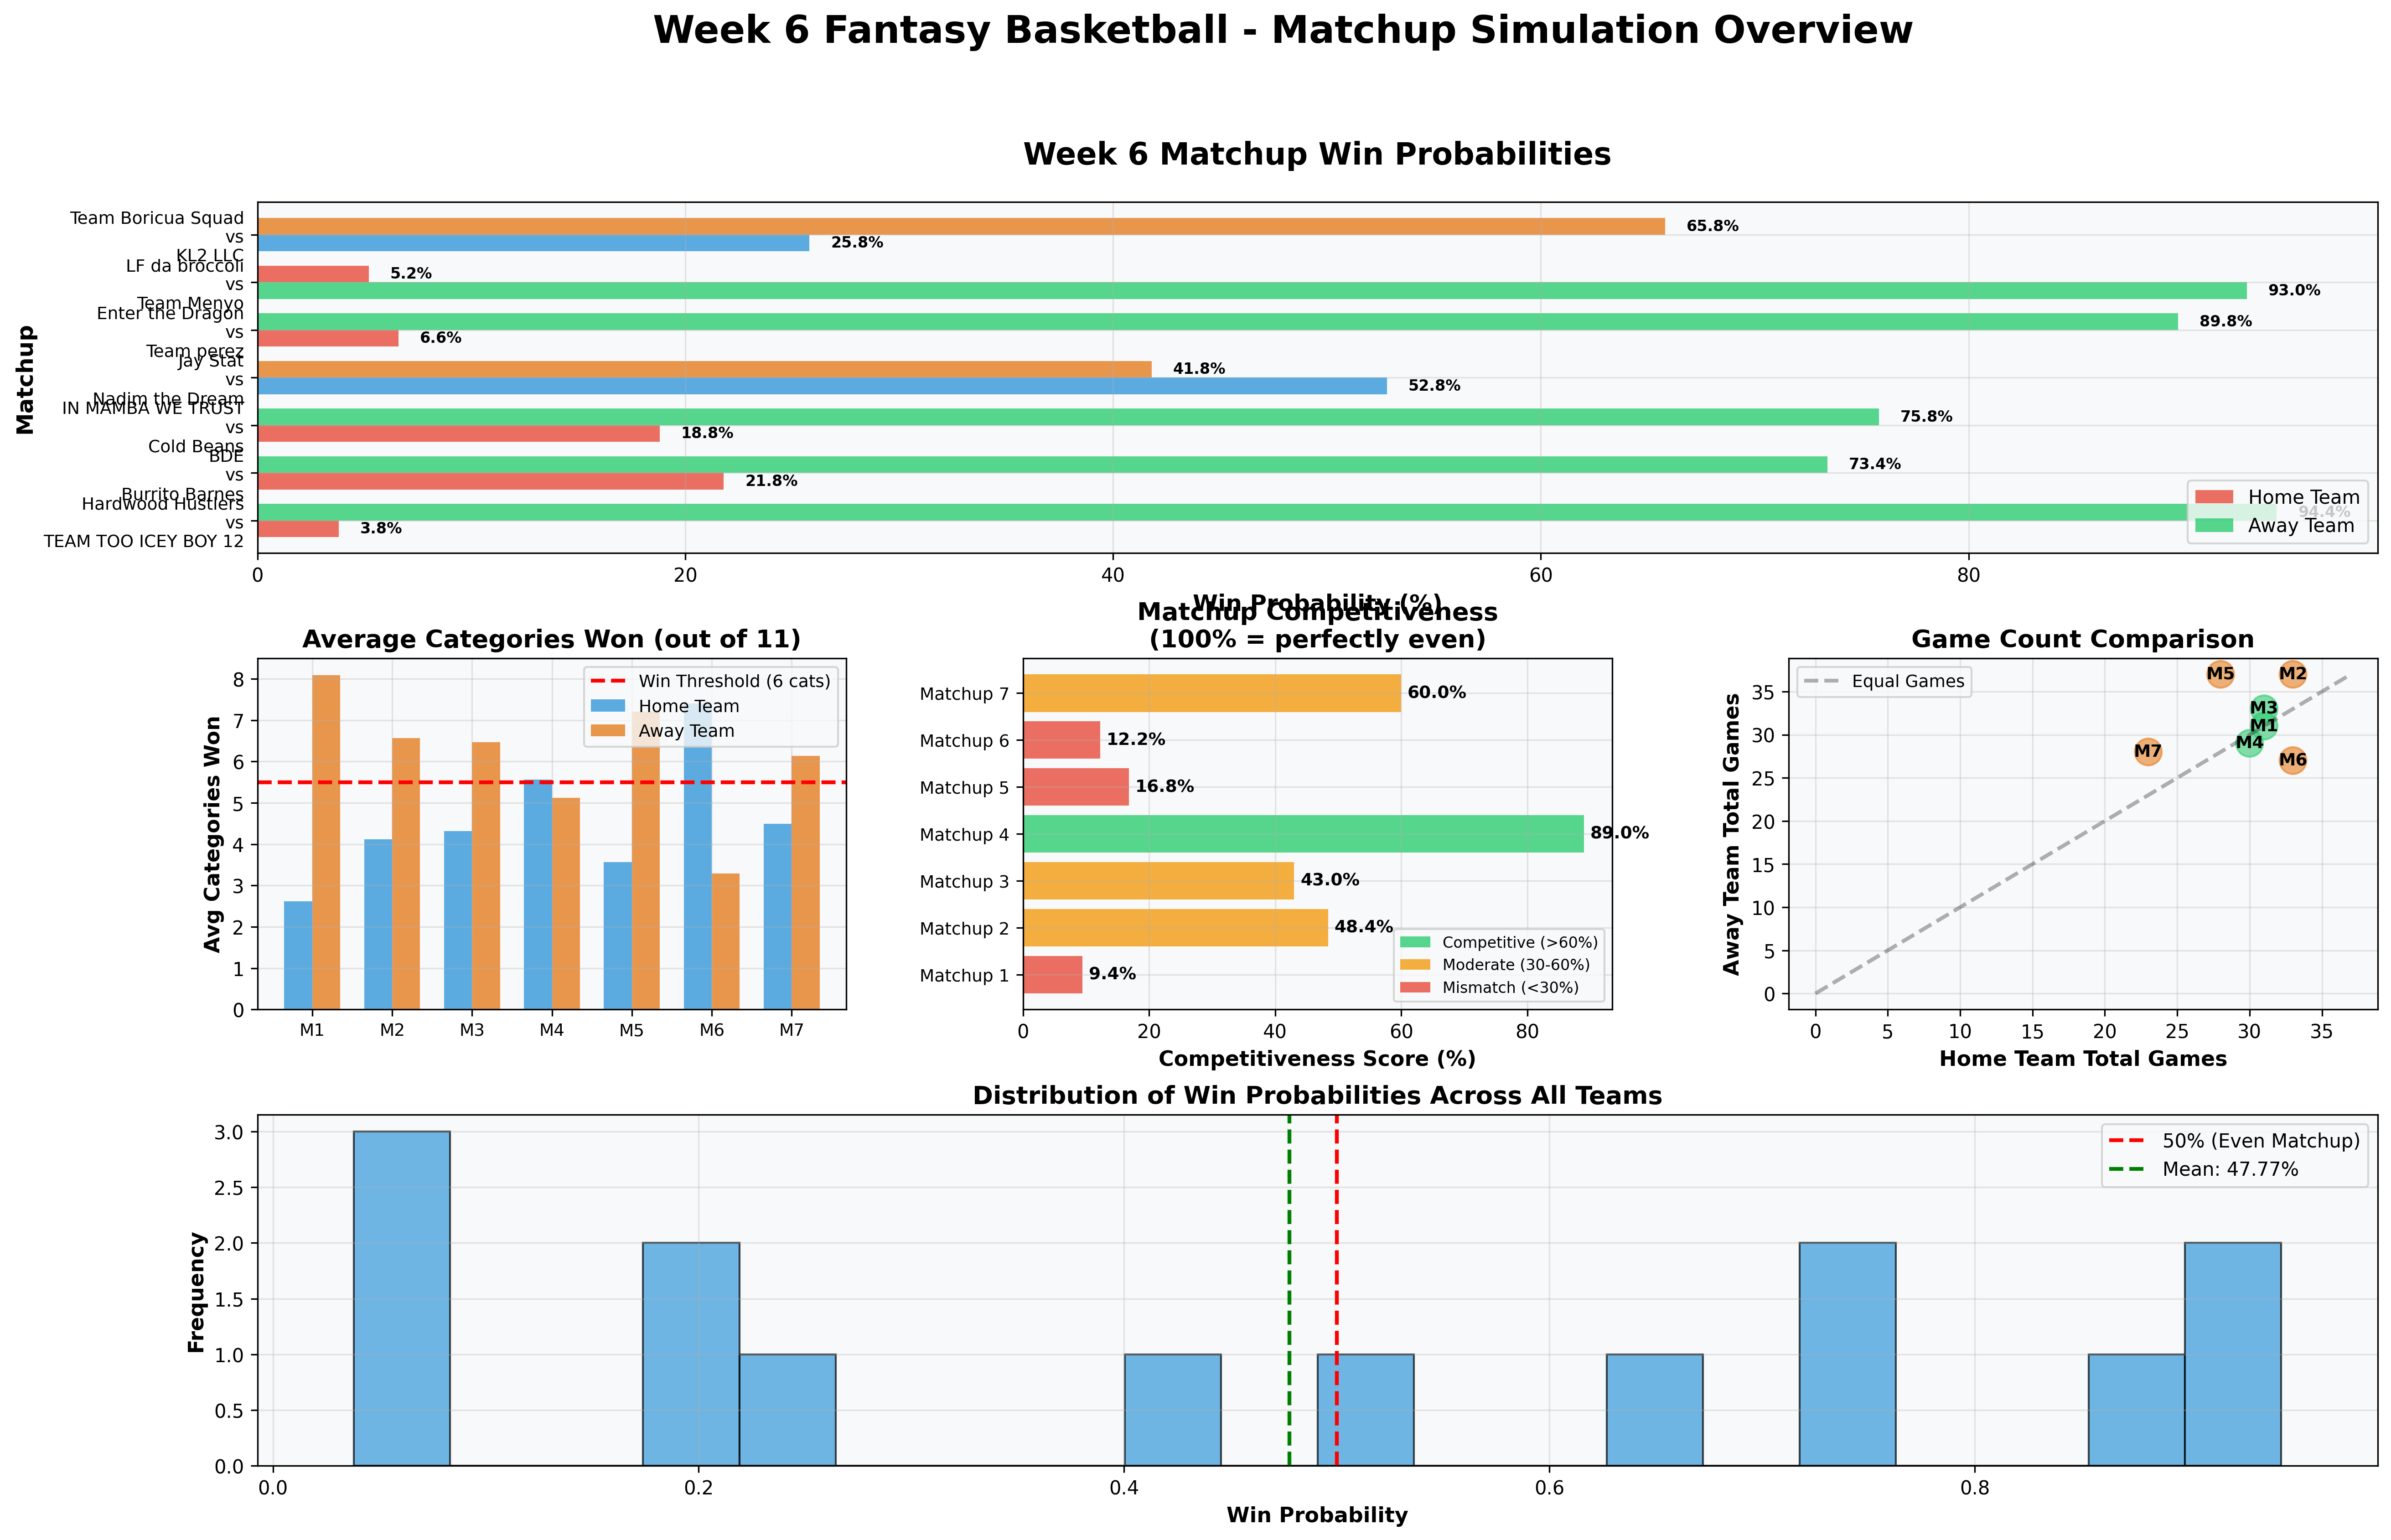 Week 6 Fantasy Basketball - Matchup Simulation Overview
Week 6 Matchup Win Probabilities
Matchup
Team Boricua Squad
vs
KL2 LLC
LF da broccoli
vs
Team Menyo
Enter the Dragon
vs
Team perez
Jay Stat
vs
Nadim the Dream
IN MAMBA WE TRUST
vs
Cold Beans
BDE
vs
Burrito Barnes
Hardwood Hustlers
vs
TEAM TOO ICEY BOY 12
65.8%
25.8%
5.2%
93.0%
89.8%
6.6%
41.8%
52.8%
75.8%
18.8%
73.4%
21.8%
94.4%
3.8%
Home Team
Away Team
0 20 40 60 80
Win Probability (%)
Average Categories Won (out of 11)
Avg Categories Won
8
7
6
5
4
3
2
1
0
Win Threshold (6 cats)
Home Team
Away Team
M1 M2 M3 M4 M5 M6 M7
Matchup Competitiveness
(100% = perfectly even)
Matchup 7 60.0%
Matchup 6 12.2%
Matchup 5 16.8%
Matchup 4 89.0%
Matchup 3 43.0%
Matchup 2 48.4%
Matchup 1 9.4%
Competitive (>60%)
Moderate (30-60%)
Mismatch (<30%)
0 20 40 60 80
Competitiveness Score (%)
Game Count Comparison
Away Team Total Games
35
30
25
20
15
10
5
0
Equal Games
M5
M2
M3
M1
M4
M7
M6
0 5 10 15 20 25 30 35
Home Team Total Games
Distribution of Win Probabilities Across All Teams
Frequency
3.0
2.5
2.0
1.5
1.0
0.5
0.0
50% (Even Matchup)
Mean: 47.77%
0.0 0.2 0.4 0.6 0.8
Win Probability